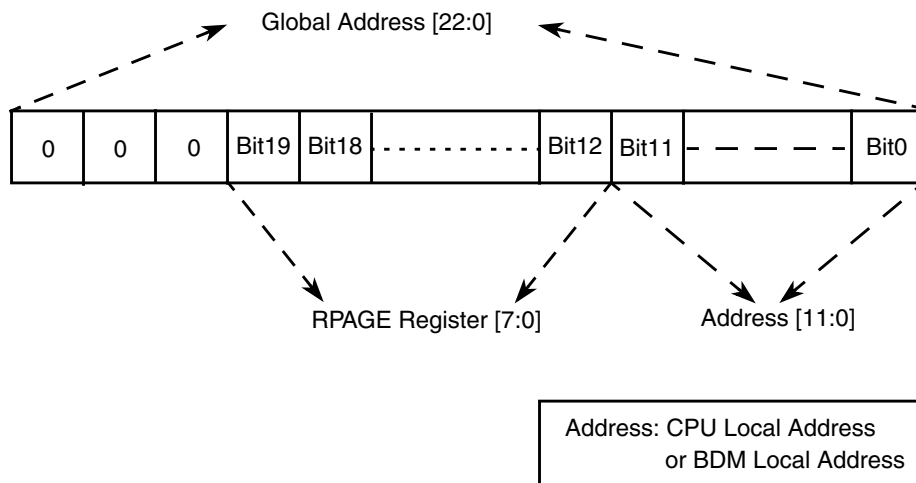 Global Address [22:0]
0 0 0 Bit19 Bit18 Bit12 Bit11 Bit0
RPAGE Register [7:0] Address [11:0]
Address: CPU Local Address
or BDM Local Address